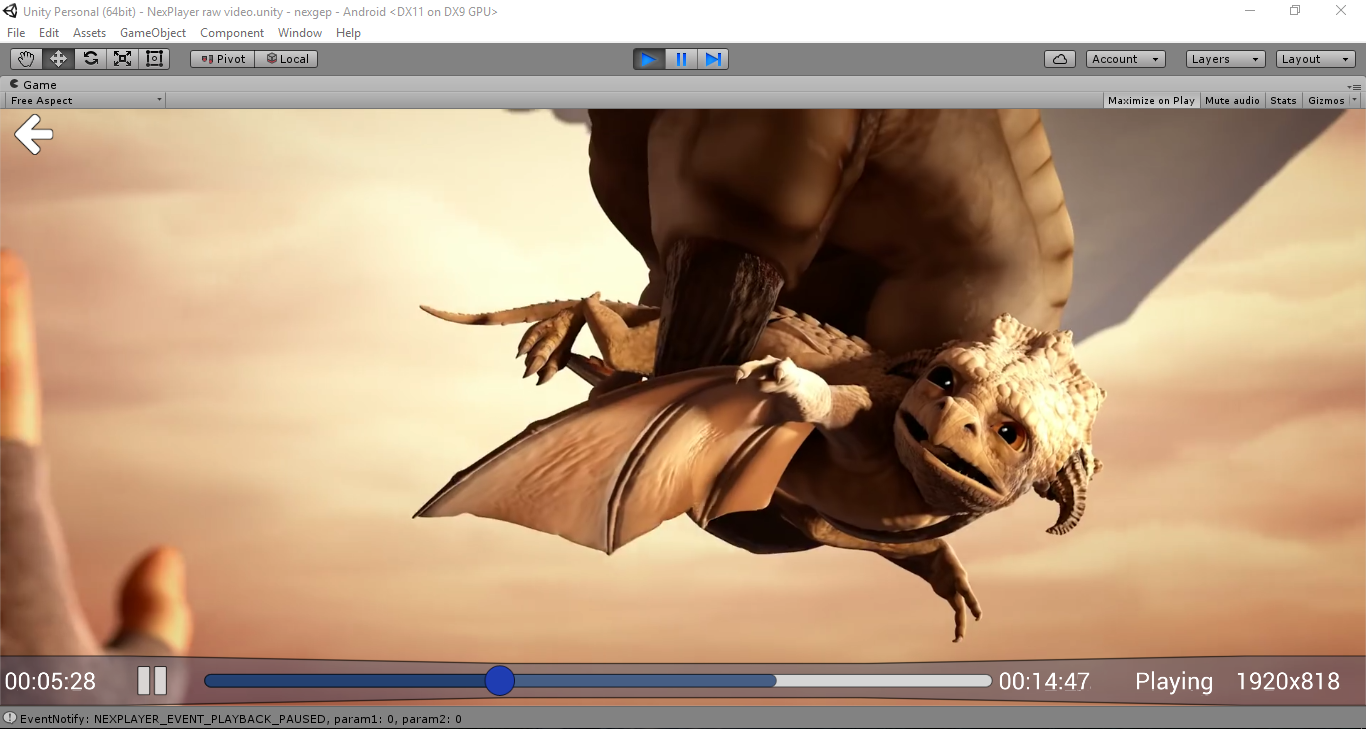 Unity Personal (64bit) - NexPlayer raw video.unity - nexgep - Android <DX11 on DX9 GPU>
File Edit Assets GameObject Component Window Help
Pivot Local Account Layers Layout
Game
Free Aspect Maximize on Play Mute audio Stats Gizmos
00:05:28 00:14:47 Playing 1920x818
EventNotify: NEXPLAYER_EVENT_PLAYBACK_PAUSED, param1: 0, param2: 0